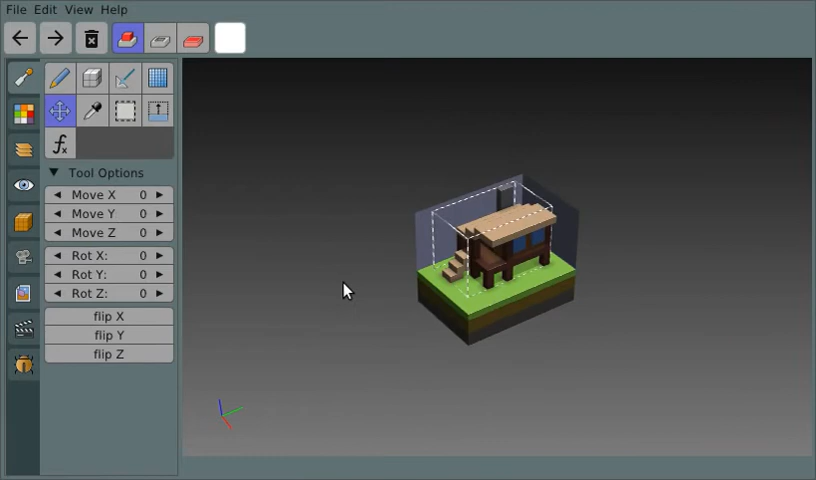 File Edit View Help
Tool Options
Move X 0
Move Y 0
Move Z 0
Rot X: 0
Rot Y: 0
Rot Z: 0
flip X
flip Y
flip Z